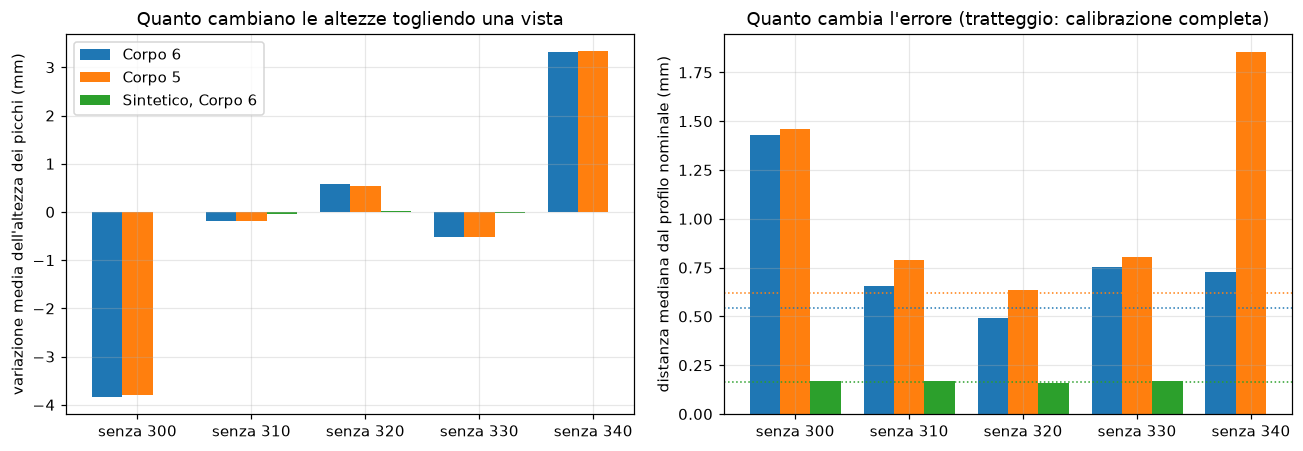 Quanto cambiano le altezze togliendo una vista
variazione media dell'altezza dei picchi (mm)
3
2
1
0
−1
−2
−3
−4
Corpo 6
Corpo 5
Sintetico, Corpo 6
senza 300 senza 310 senza 320 senza 330 senza 340
Quanto cambia l'errore (tratteggio: calibrazione completa)
distanza mediana dal profilo nominale (mm)
1.75
1.50
1.25
1.00
0.75
0.50
0.25
0.00
senza 300 senza 310 senza 320 senza 330 senza 340